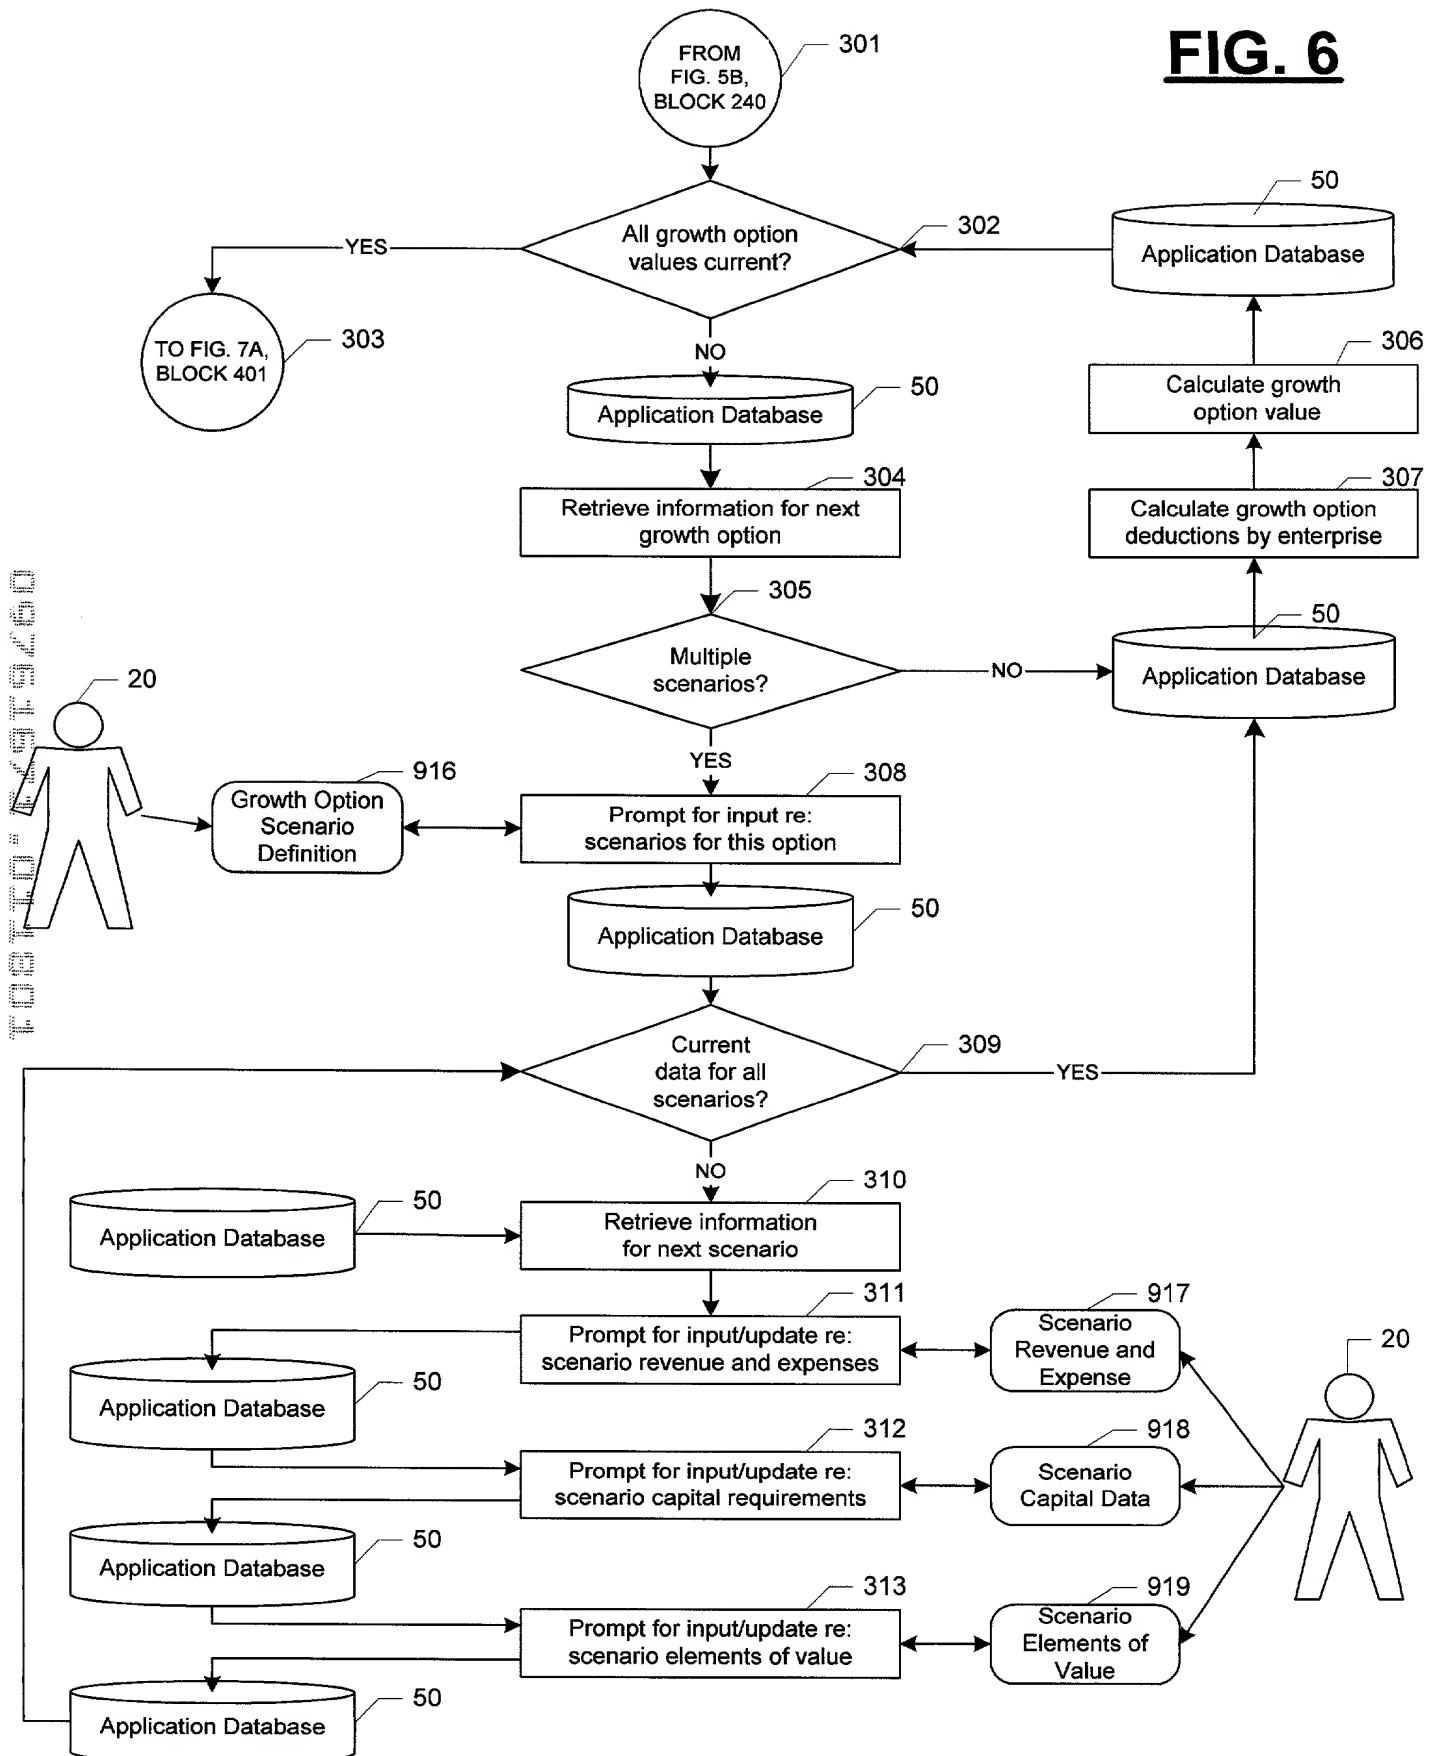 FIG. 6
FROM
FIG. 5B,
BLOCK 240
301
50
All growth option
values current?
302
Application Database
YES
TO FIG. 7A,
BLOCK 401
303
NO
306
Calculate growth
option value
50
Application Database
304
Retrieve information for next
growth option
307
Calculate growth option
deductions by enterprise
305
Multiple
scenarios?
NO
50
Application Database
20
YES
916
Growth Option
Scenario
Definition
308
Prompt for input re:
scenarios for this option
50
Application Database
Current
data for all
scenarios?
309
YES
NO
50
Application Database
310
Retrieve information
for next scenario
311
Prompt for input/update re:
scenario revenue and expenses
917
Scenario
Revenue and
Expense
20
50
Application Database
312
Prompt for input/update re:
scenario capital requirements
918
Scenario
Capital Data
50
Application Database
313
Prompt for input/update re:
scenario elements of value
919
Scenario
Elements of
Value
50
Application Database